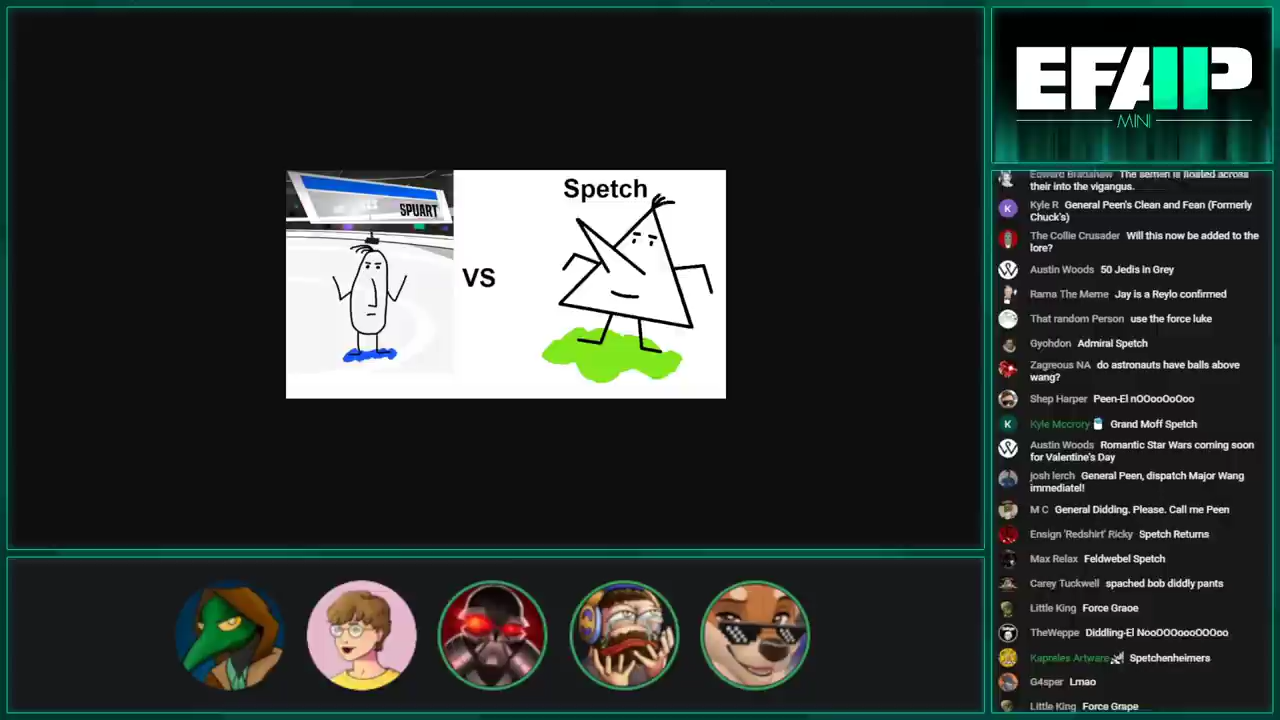 SPUART
VS
Spetch
EFAP
MINI
Edward Bradshaw The semen is floated across
their into the vigangus.
Kyle R General Peen's Clean and Fean (Formerly
Chuck's)
The Collie Crusader Will this now be added to the
lore?
Austin Woods 50 Jedis in Grey
Rama The Meme Jay is a Reylo confirmed
That random Person use the force luke
Gyohdon Admiral Spetch
Zagreous NA do astronauts have balls above
wang?
Shep Harper Peen-El nOOooOoOoo
K Kyle Mccrory Grand Moff Spetch
Austin Woods Romantic Star Wars coming soon
for Valentine's Day
josh lerch General Peen, dispatch Major Wang
immediatel!
M C General Didding. Please. Call me Peen
Ensign 'Redshirt' Ricky Spetch Returns
Max Relax Feldwebel Spetch
Carey Tuckwell spached bob diddly pants
Little King Force Graoe
TheWeppe Diddling-El NooOOOoooOOOoo
Kapreles Artware Spetchenheimers
G4sper Lmao
Little King Force Grape